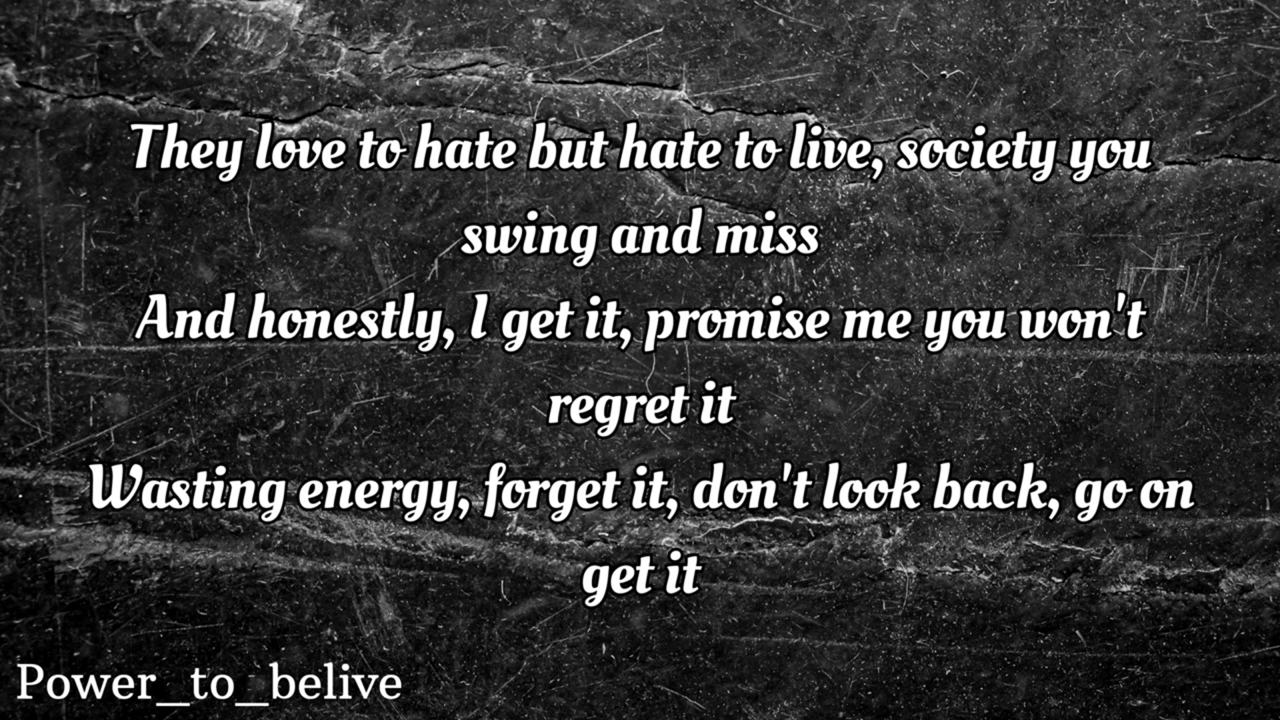 They love to hate but hate to live, society you
swing and miss
And honestly, I get it, promise me you won't
regret it
Wasting energy, forget it, don't look back, go on
get it
Power_to_belive